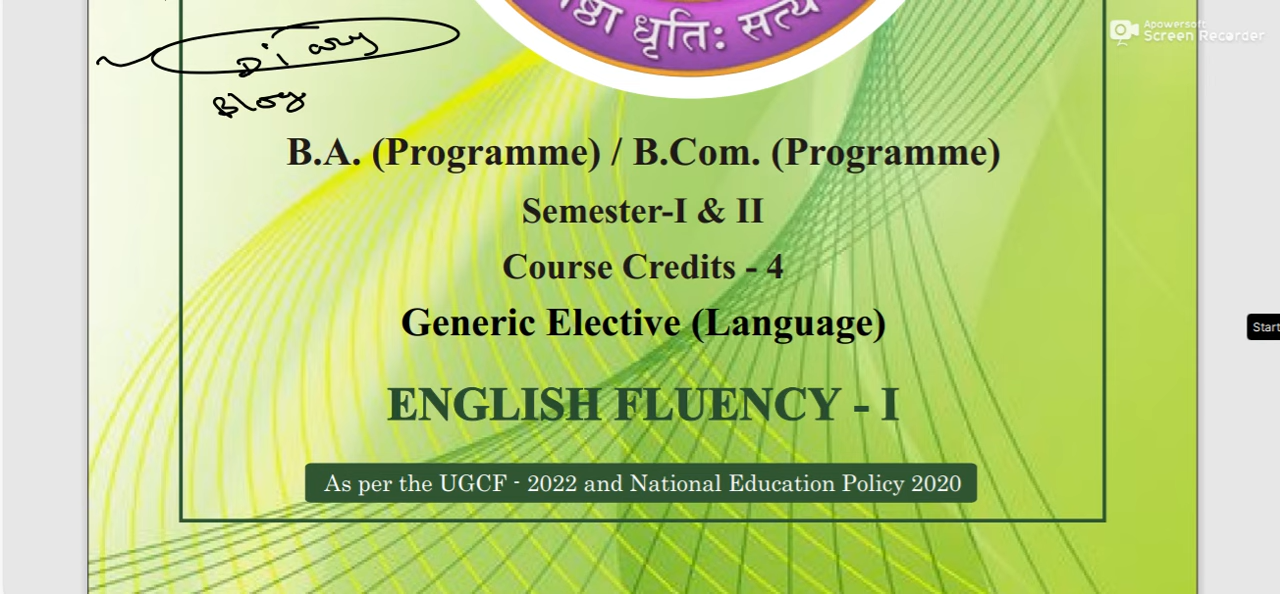 निष्ठा धृतिः सत्य
Apowersoft
Screen Recorder
Diary
Blog
B.A. (Programme) / B.Com. (Programme)
Semester-I & II
Course Credits - 4
Generic Elective (Language)
Start
ENGLISH FLUENCY - I
As per the UGCF - 2022 and National Education Policy 2020